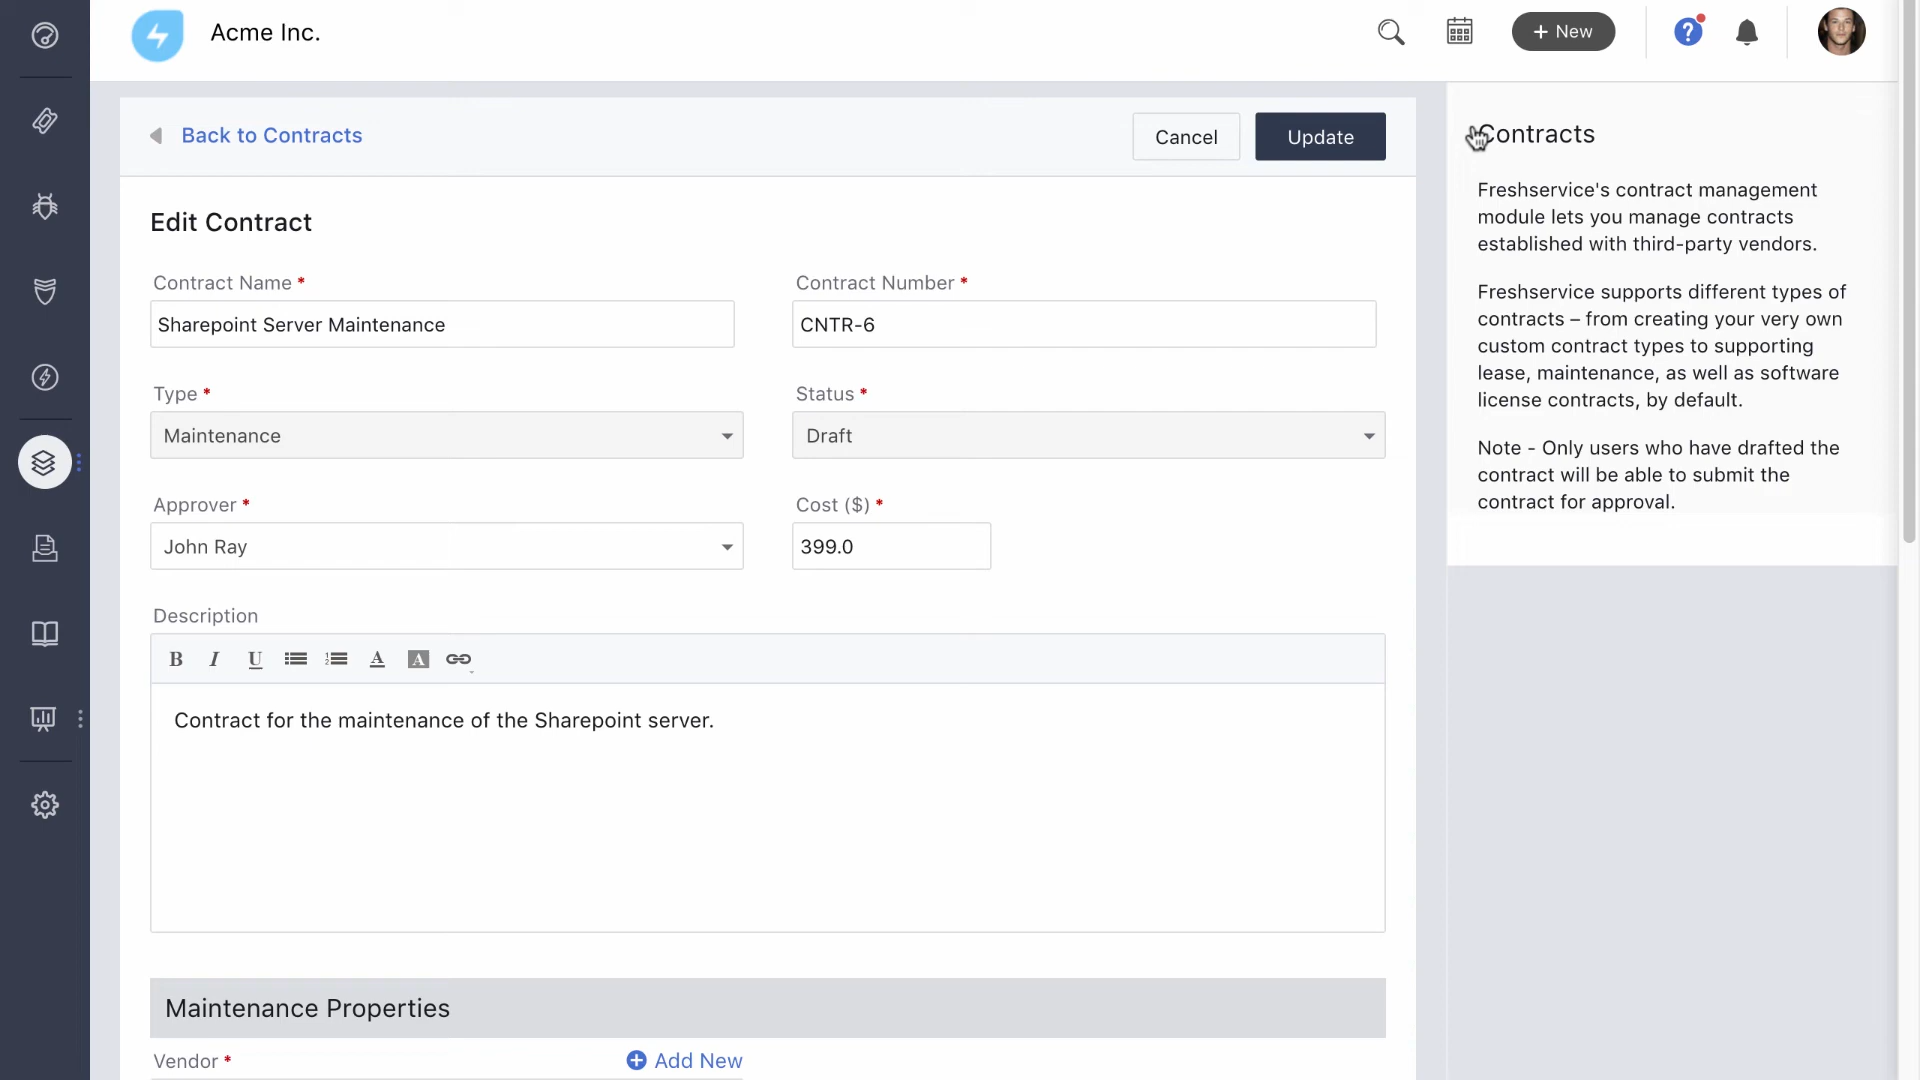 Acme Inc.
+ New
?
Back to Contracts
Cancel
Update
Edit Contract
Contract Name *
Contract Number *
Sharepoint Server Maintenance
CNTR-6
Type *
Status *
Maintenance
Draft
Approver *
Cost ($) *
John Ray
399.0
Description
B I U A A
Contract for the maintenance of the Sharepoint server.
Maintenance Properties
Vendor *
Add New
Contracts
Freshservice's contract management
module lets you manage contracts
established with third-party vendors.
Freshservice supports different types of
contracts – from creating your very own
custom contract types to supporting
lease, maintenance, as well as software
license contracts, by default.
Note - Only users who have drafted the
contract will be able to submit the
contract for approval.